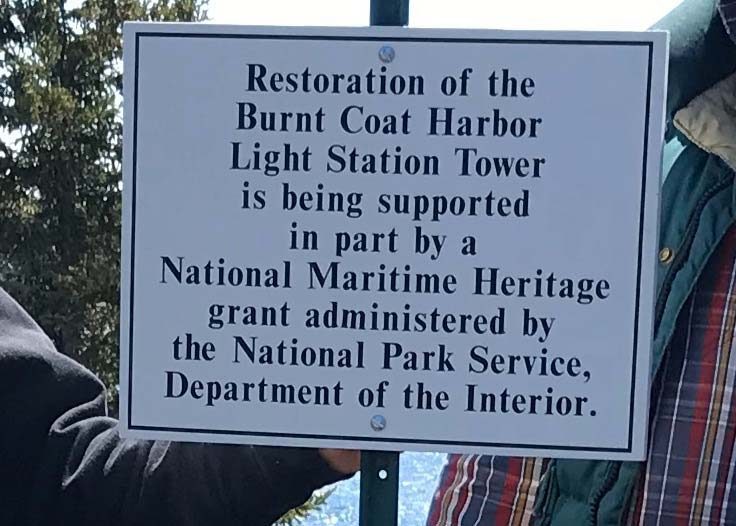 Restoration of the
Burnt Coat Harbor
Light Station Tower
is being supported
in part by a
National Maritime Heritage
grant administered by
the National Park Service,
Department of the Interior.